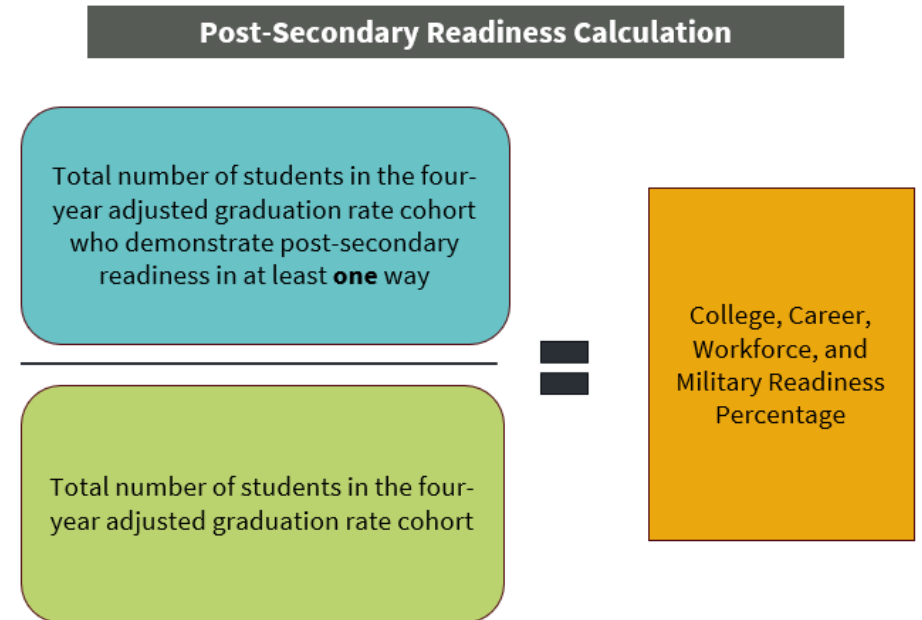 Post-Secondary Readiness Calculation
Total number of students in the four-
year adjusted graduation rate cohort
who demonstrate post-secondary
readiness in at least one way
Total number of students in the four-
year adjusted graduation rate cohort
College, Career,
Workforce, and
Military Readiness
Percentage